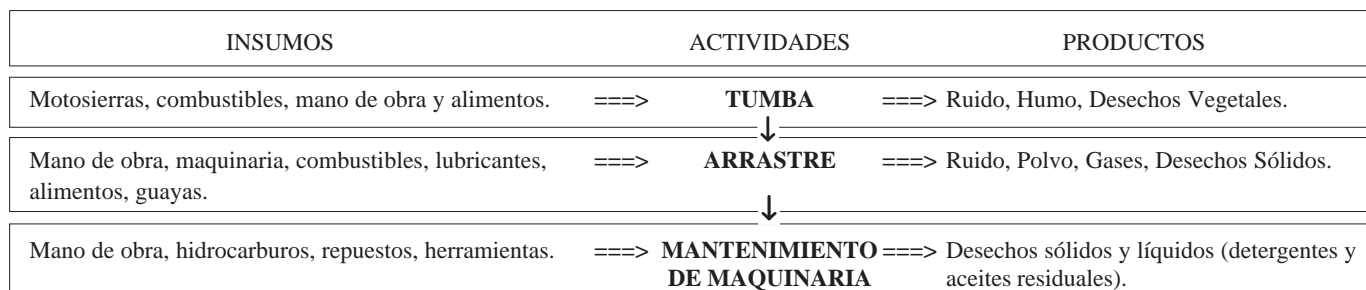 INSUMOS ACTIVIDADES PRODUCTOS
Motosierras, combustibles, mano de obra y alimentos. ===> TUMBA ===> Ruido, Humo, Desechos Vegetales.
Mano de obra, maquinaria, combustibles, lubricantes, ===> ARRASTRE ===> Ruido, Polvo, Gases, Desechos Sólidos.
alimentos, guayas.
Mano de obra, hidrocarburos, repuestos, herramientas. ===> MANTENIMIENTO ===> Desechos sólidos y líquidos (detergentes y
DE MAQUINARIA aceites residuales).